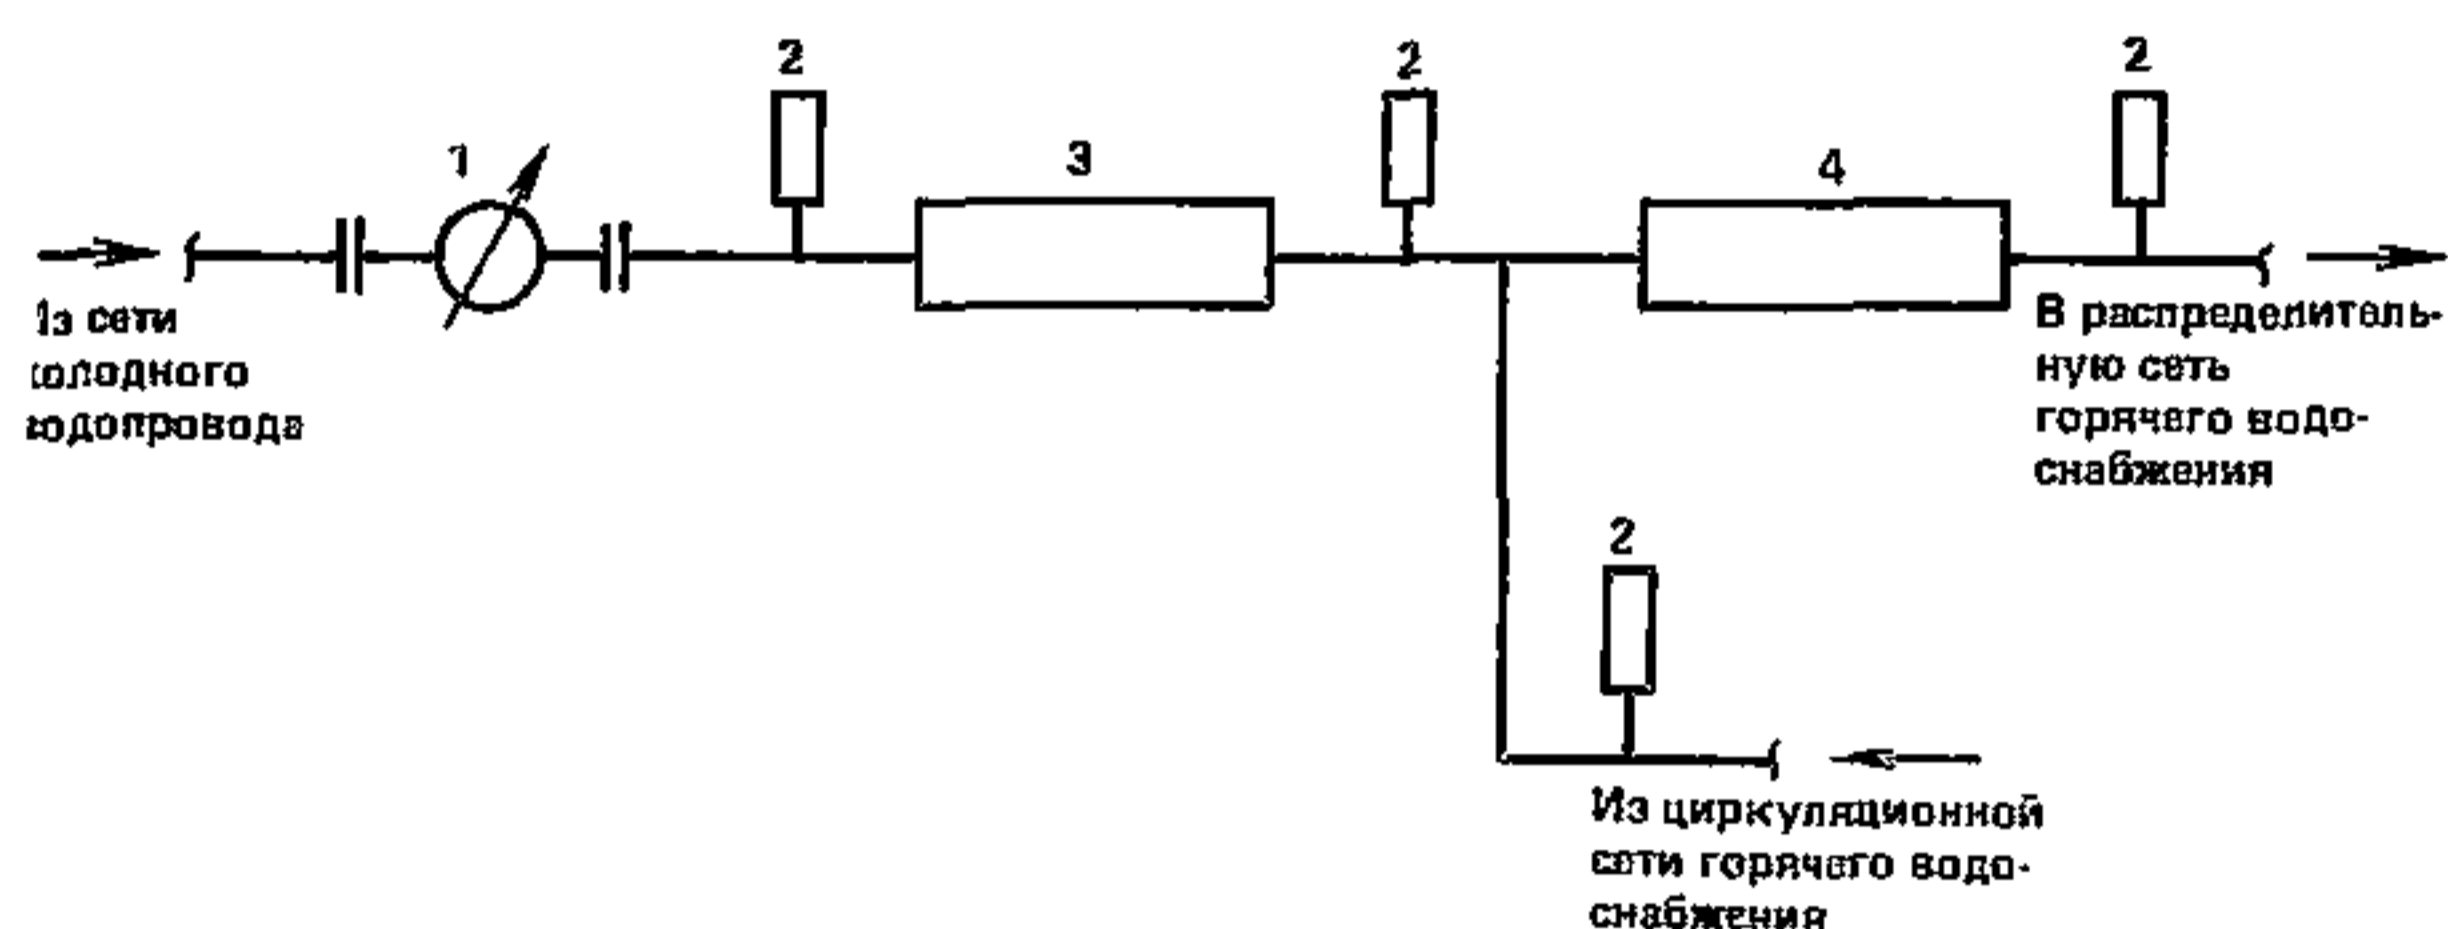 2
2
2
1
3
4
Из сети
холодного
водопровода
В распределитель-
ную сеть
горячего водо-
снабжения
2
Из циркуляционной
сети горячего водо-
снабжения